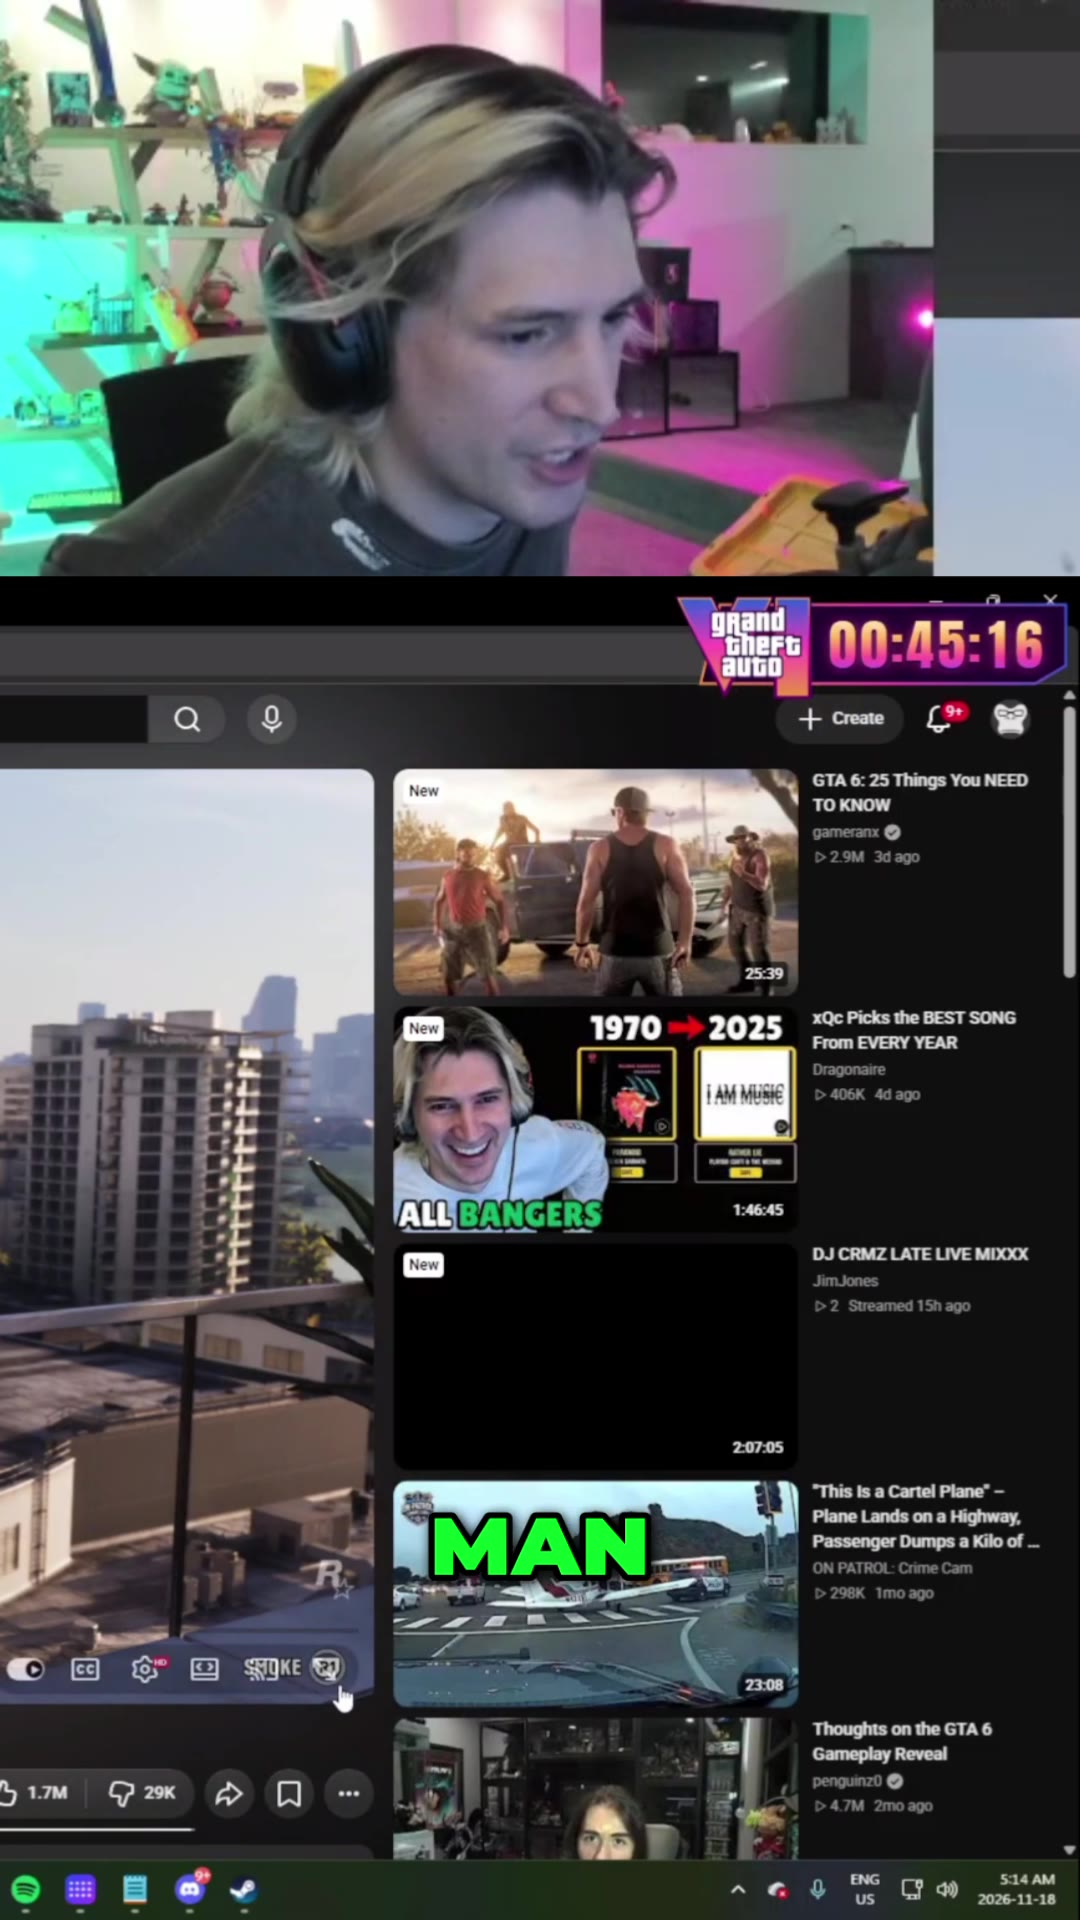 grand
theft
auto
VI
00:45:16
Create
9+
New
25:39
GTA 6: 25 Things You NEED
TO KNOW
gameranx
2.9M 3d ago
New
1970 2025
I AM MUSIC
ALL BANGERS
1:46:45
xQc Picks the BEST SONG
From EVERY YEAR
Dragonaire
406K 4d ago
New
2:07:05
DJ CRMZ LATE LIVE MIXXX
JimJones
2 Streamed 15h ago
MAN
23:08
"This Is a Cartel Plane" –
Plane Lands on a Highway,
Passenger Dumps a Kilo of ...
ON PATROL: Crime Cam
298K 1mo ago
R
CC
HD
SMOKE
1.7M
29K
Thoughts on the GTA 6
Gameplay Reveal
penguinz0
4.7M 2mo ago
9+
ENG
US
5:14 AM
2026-11-18